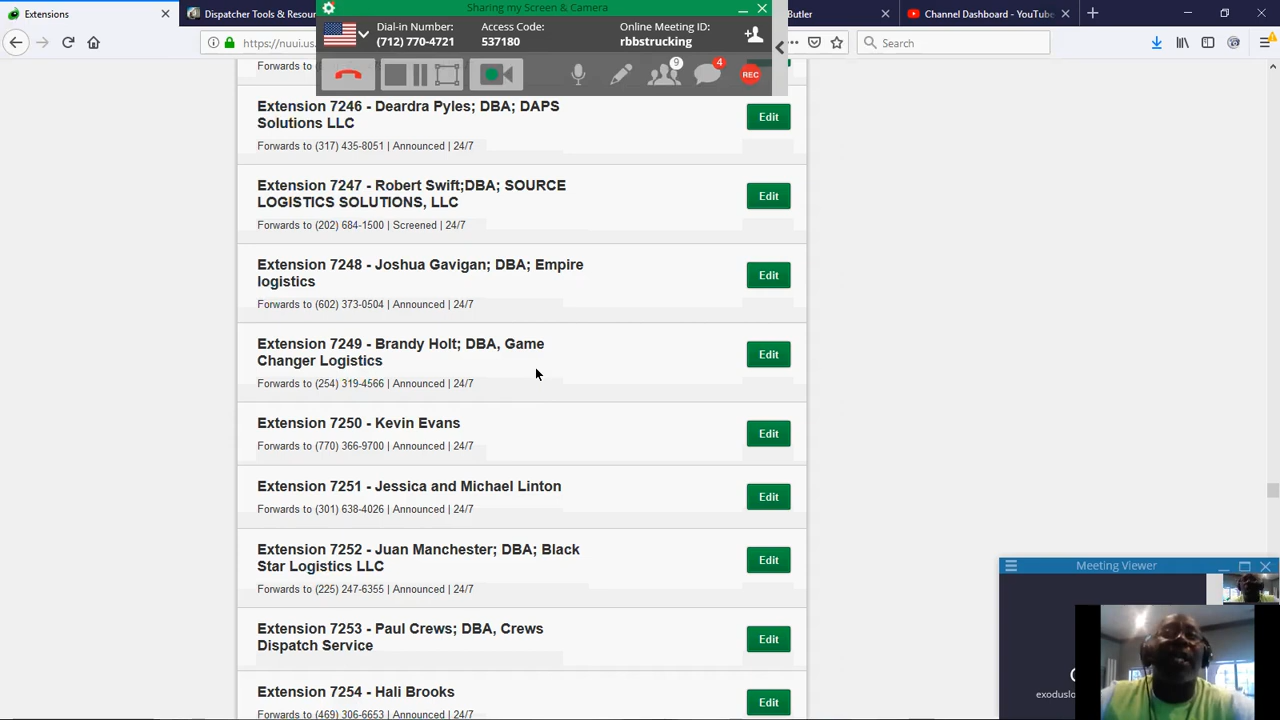 Sharing my Screen & Camera
Extensions
Dispatcher Tools & Resour
Butler
Channel Dashboard - YouTube
Dial-in Number:
(712) 770-4721
Access Code:
537180
Online Meeting ID:
rbbstrucking
https://nuui.us
Search
9
4
REC
Forwards to
Extension 7246 - Deardra Pyles; DBA; DAPS
Solutions LLC
Forwards to (317) 435-8051 | Announced | 24/7
Edit
Extension 7247 - Robert Swift;DBA; SOURCE
LOGISTICS SOLUTIONS, LLC
Forwards to (202) 684-1500 | Screened | 24/7
Edit
Extension 7248 - Joshua Gavigan; DBA; Empire
logistics
Forwards to (602) 373-0504 | Announced | 24/7
Edit
Extension 7249 - Brandy Holt; DBA, Game
Changer Logistics
Forwards to (254) 319-4566 | Announced | 24/7
Edit
Extension 7250 - Kevin Evans
Forwards to (770) 366-9700 | Announced | 24/7
Edit
Extension 7251 - Jessica and Michael Linton
Forwards to (301) 638-4026 | Announced | 24/7
Edit
Extension 7252 - Juan Manchester; DBA; Black
Star Logistics LLC
Forwards to (225) 247-6355 | Announced | 24/7
Edit
Extension 7253 - Paul Crews; DBA, Crews
Dispatch Service
Edit
Extension 7254 - Hali Brooks
Forwards to (469) 306-6653 | Announced | 24/7
Edit
Meeting Viewer
exoduslo